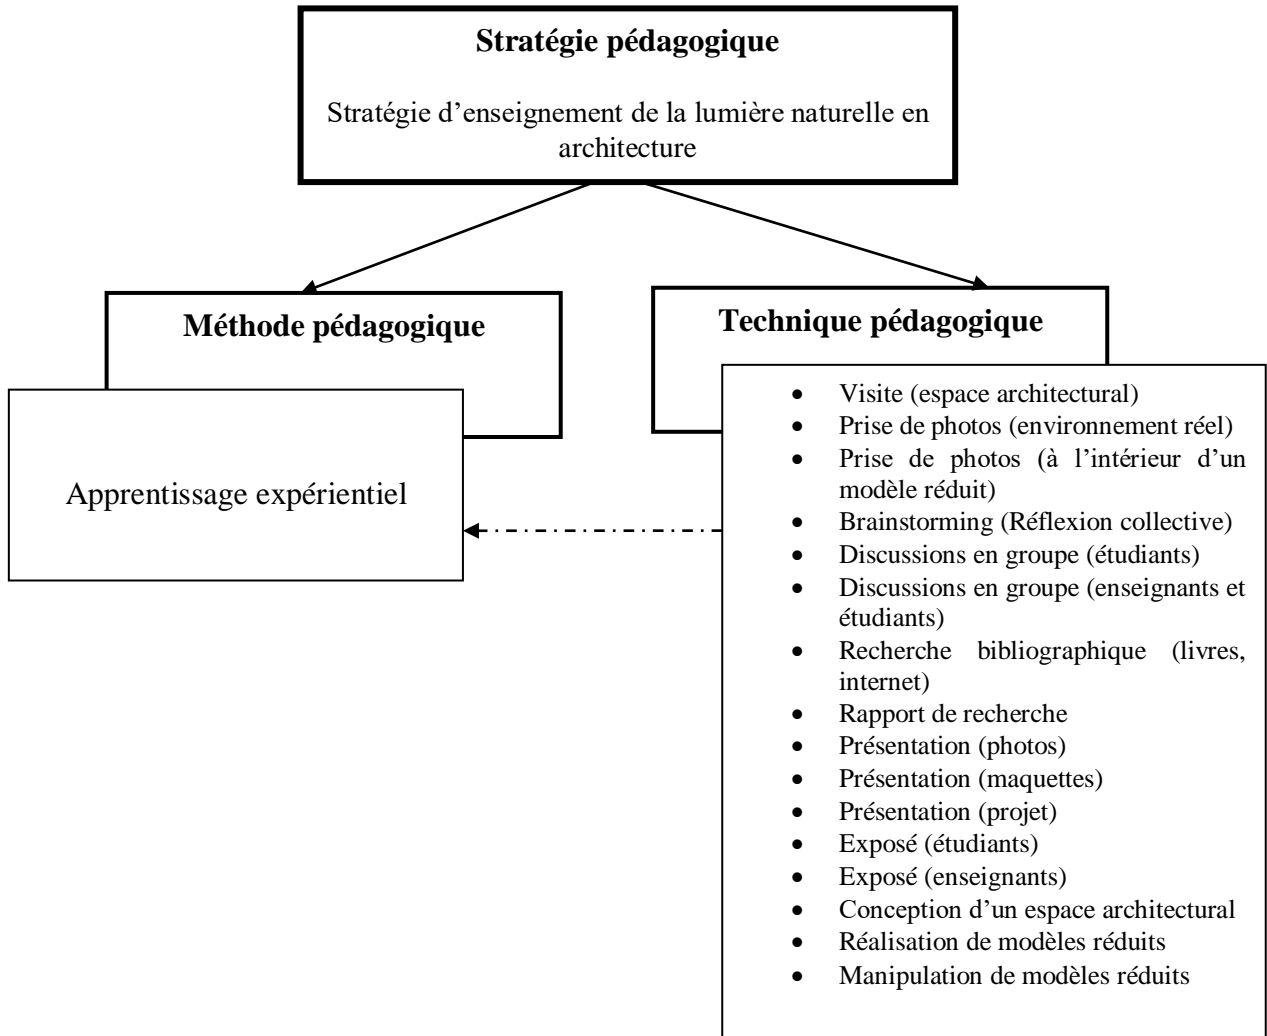 Stratégie pédagogique
Stratégie d’enseignement de la lumière naturelle en
architecture
Méthode pédagogique
Apprentissage expérientiel
Technique pédagogique
• Visite (espace architectural)
• Prise de photos (environnement réel)
• Prise de photos (à l’intérieur d’un
modèle réduit)
• Brainstorming (Réflexion collective)
• Discussions en groupe (étudiants)
• Discussions en groupe (enseignants et
étudiants)
• Recherche bibliographique (livres,
internet)
• Rapport de recherche
• Présentation (photos)
• Présentation (maquettes)
• Présentation (projet)
• Exposé (étudiants)
• Exposé (enseignants)
• Conception d’un espace architectural
• Réalisation de modèles réduits
• Manipulation de modèles réduits